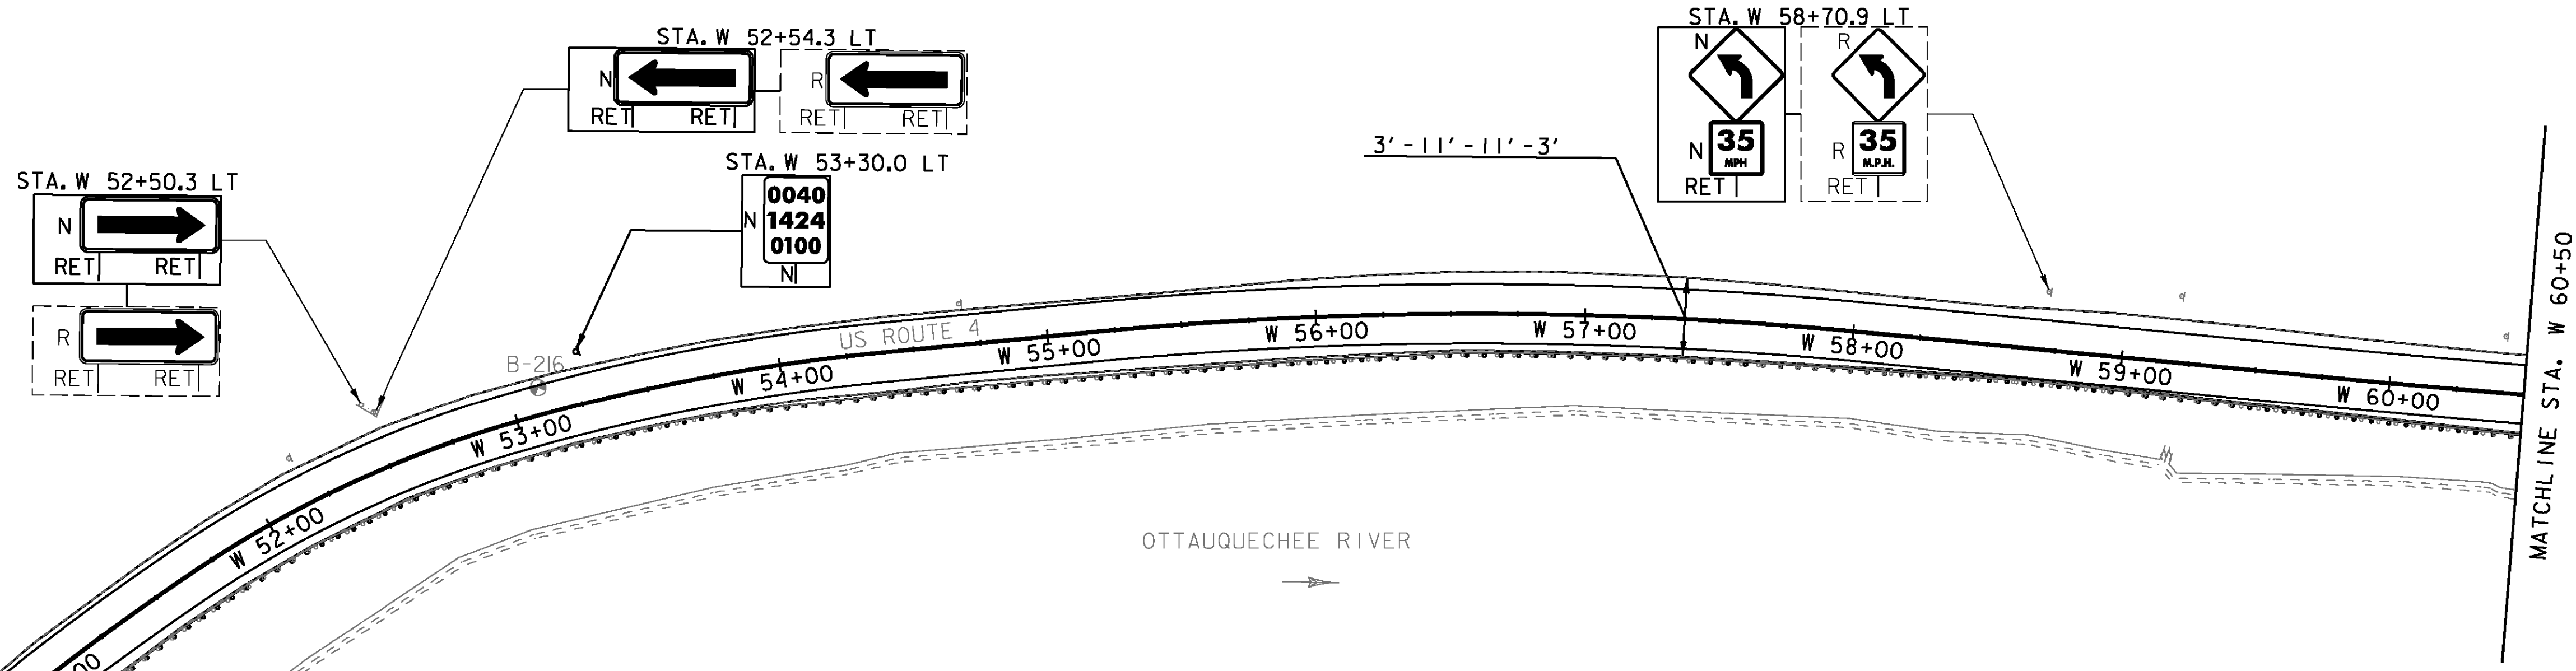 STA. W 52+54.3 LT
N
RET RET
R
RET RET
STA. W 58+70.9 LT
N
R
N 35
MPH
RET
R 35
M.P.H.
RET
3'-11'-11'-3'
STA. W 53+30.0 LT
N
0040
1424
0100
N
STA. W 52+50.3 LT
N
RET RET
R
RET RET
B-216
US ROUTE 4
00
W 52+00
W 53+00
W 54+00
W 55+00
W 56+00
W 57+00
W 58+00
W 59+00
W 60+00
MATCHLINE STA. W 60+50
OTTAUQUECHEE RIVER